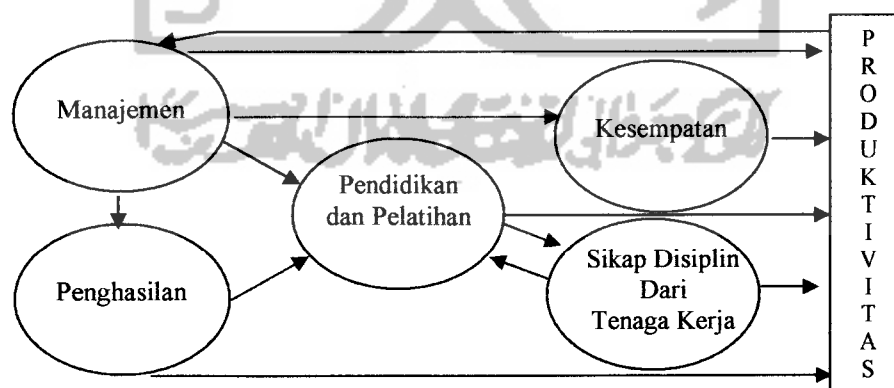 Manajemen
Kesempatan
Pendidikan
dan Pelatihan
Penghasilan
Sikap Disiplin
Dari
Tenaga Kerja
P
R
O
D
U
K
T
I
V
I
T
A
S